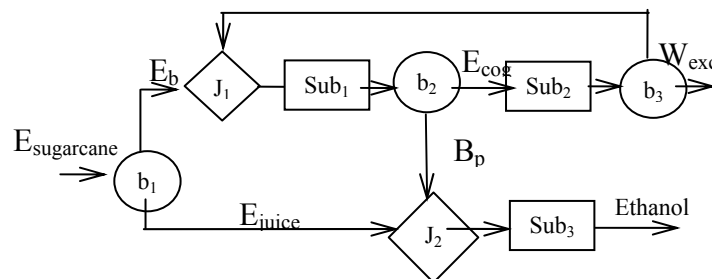 W_exc
E_b
E_cog
J_1
Sub_1
b_2
Sub_2
b_3
E_sugarcane
B_p
b_1
E_juice
Ethanol
J_2
Sub_3